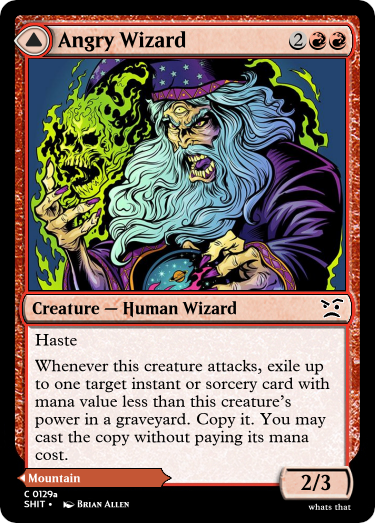 Angry Wizard 2
Creature — Human Wizard
Haste
Whenever this creature attacks, exile up
to one target instant or sorcery card with
mana value less than this creature's
power in a graveyard. Copy it. You may
cast the copy without paying its mana
cost.
Mountain
2/3
C 0129a
SHIT • Brian Allen
whats that